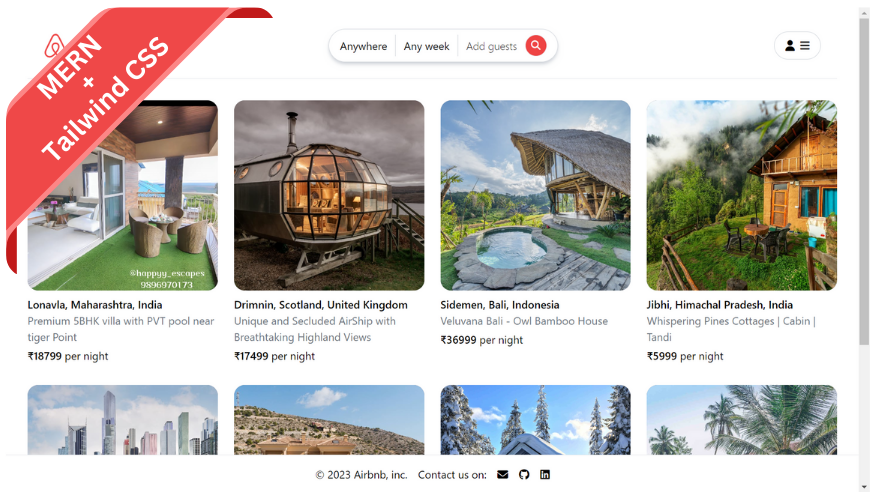 MERN
+
Tailwind CSS
Anywhere
Any week
Add guests
@happyy_escapes
9896970173
Lonavla, Maharashtra, India
Premium 5BHK villa with PVT pool near
tiger Point
₹18799 per night
Drimnin, Scotland, United Kingdom
Unique and Secluded AirShip with
Breathtaking Highland Views
₹17499 per night
Sidemen, Bali, Indonesia
Veluvana Bali - Owl Bamboo House
₹36999 per night
Jibhi, Himachal Pradesh, India
Whispering Pines Cottages | Cabin |
Tandi
₹5999 per night
© 2023 Airbnb, inc.
Contact us on: